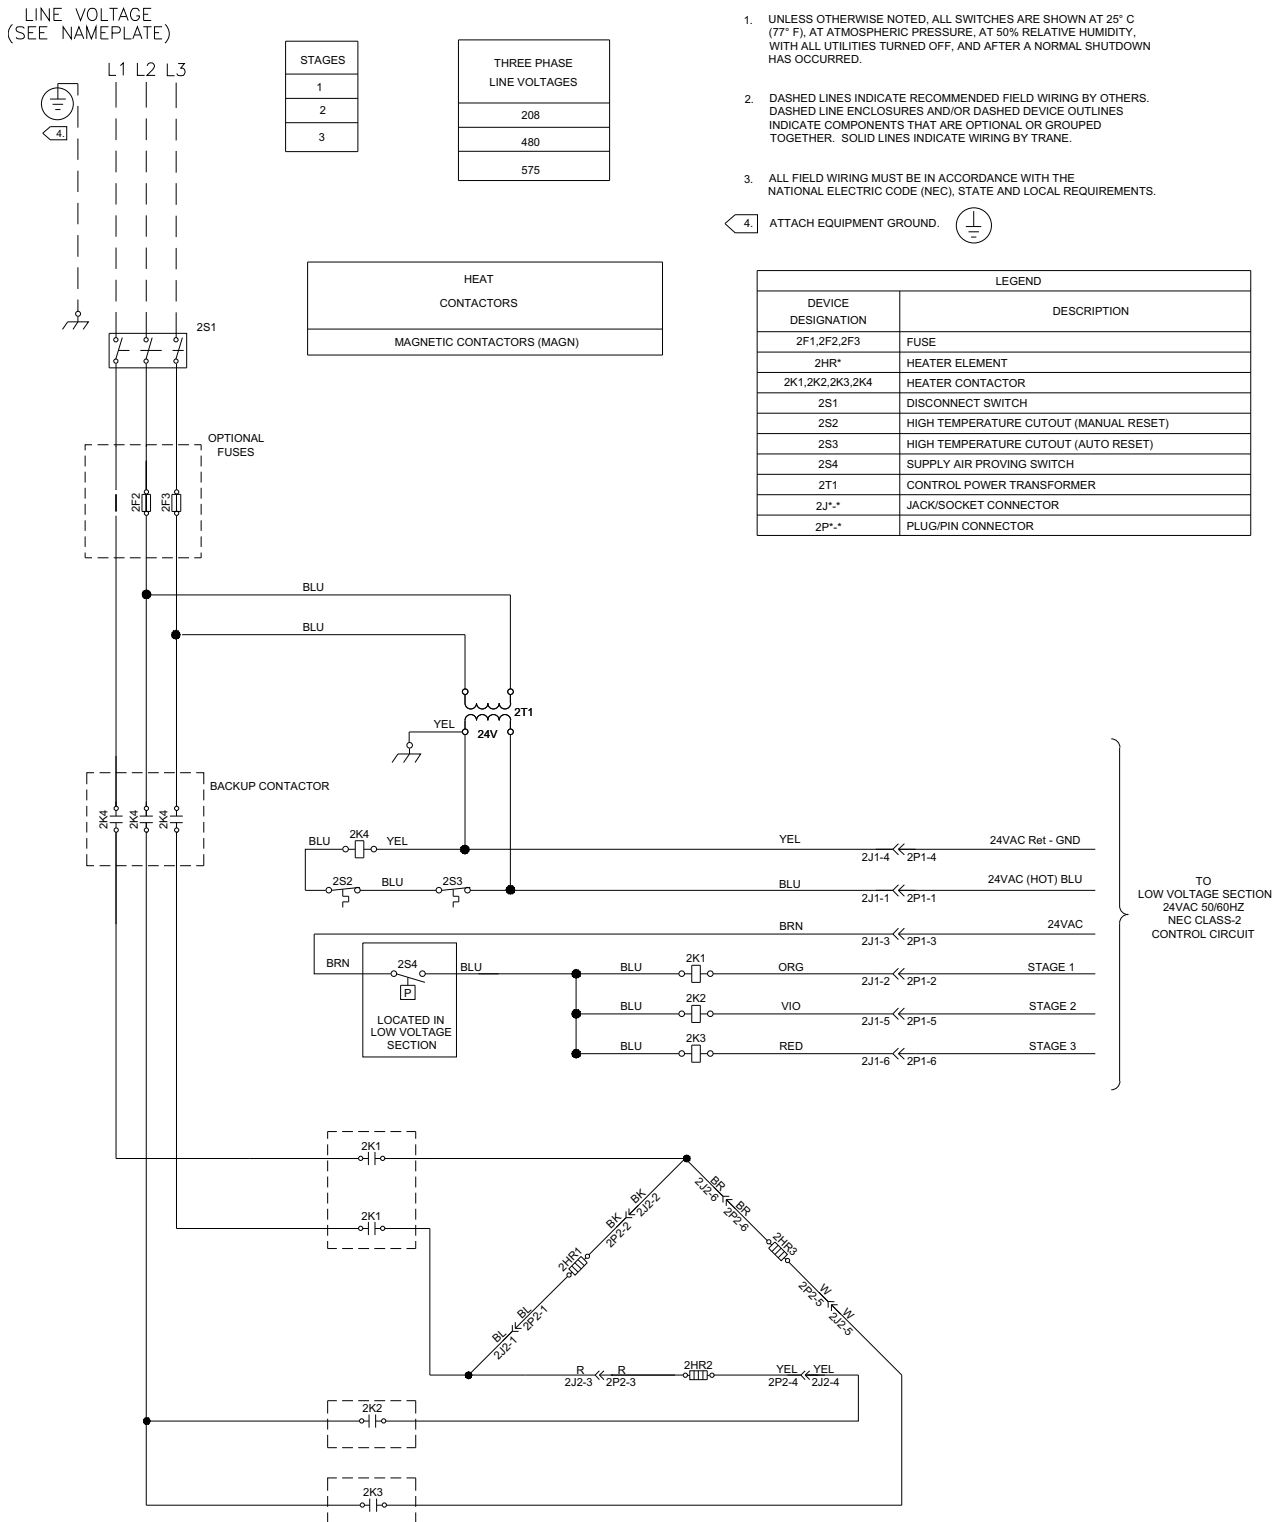 LINE VOLTAGE
(SEE NAMEPLATE)
L1 L2 L3
4.
STAGES
1
2
3
THREE PHASE
LINE VOLTAGES
208
480
575
1. UNLESS OTHERWISE NOTED, ALL SWITCHES ARE SHOWN AT 25° C
(77° F), AT ATMOSPHERIC PRESSURE, AT 50% RELATIVE HUMIDITY,
WITH ALL UTILITIES TURNED OFF, AND AFTER A NORMAL SHUTDOWN
HAS OCCURRED.
2. DASHED LINES INDICATE RECOMMENDED FIELD WIRING BY OTHERS.
DASHED LINE ENCLOSURES AND/OR DASHED DEVICE OUTLINES
INDICATE COMPONENTS THAT ARE OPTIONAL OR GROUPED
TOGETHER. SOLID LINES INDICATE WIRING BY TRANE.
3. ALL FIELD WIRING MUST BE IN ACCORDANCE WITH THE
NATIONAL ELECTRIC CODE (NEC), STATE AND LOCAL REQUIREMENTS.
4. ATTACH EQUIPMENT GROUND.
HEAT
CONTACTORS
MAGNETIC CONTACTORS (MAGN)
LEGEND
DEVICE
DESIGNATION
DESCRIPTION
2F1,2F2,2F3 FUSE
2HR* HEATER ELEMENT
2K1,2K2,2K3,2K4 HEATER CONTACTOR
2S1 DISCONNECT SWITCH
2S2 HIGH TEMPERATURE CUTOUT (MANUAL RESET)
2S3 HIGH TEMPERATURE CUTOUT (AUTO RESET)
2S4 SUPPLY AIR PROVING SWITCH
2T1 CONTROL POWER TRANSFORMER
2J*-* JACK/SOCKET CONNECTOR
2P*-* PLUG/PIN CONNECTOR
2S1
OPTIONAL
FUSES
2F2 2F3
BLU
BLU
2T1
YEL 24V
BACKUP CONTACTOR
2K4 2K4 2K4
BLU 2K4 YEL YEL 24VAC Ret - GND
2J1-4 2P1-4
2S2 BLU 2S3 BLU 24VAC (HOT) BLU
2J1-1 2P1-1
BRN 24VAC
2J1-3 2P1-3
BRN 2S4 BLU BLU 2K1 ORG STAGE 1
2J1-2 2P1-2
P
LOCATED IN
LOW VOLTAGE
SECTION
BLU 2K2 VIO STAGE 2
2J1-5 2P1-5
BLU 2K3 RED STAGE 3
2J1-6 2P1-6
TO
LOW VOLTAGE SECTION
24VAC 50/60HZ
NEC CLASS-2
CONTROL CIRCUIT
2K1
2K1
BK BK
2P2-2 2J2-2
2HR1
BL BL
2J2-1 2P2-1
BR BR
2J2-6 2P2-6
2HR3
W W
2P2-5 2J2-5
R R 2HR2 YEL YEL
2J2-3 2P2-3 2P2-4 2J2-4
2K2
2K3